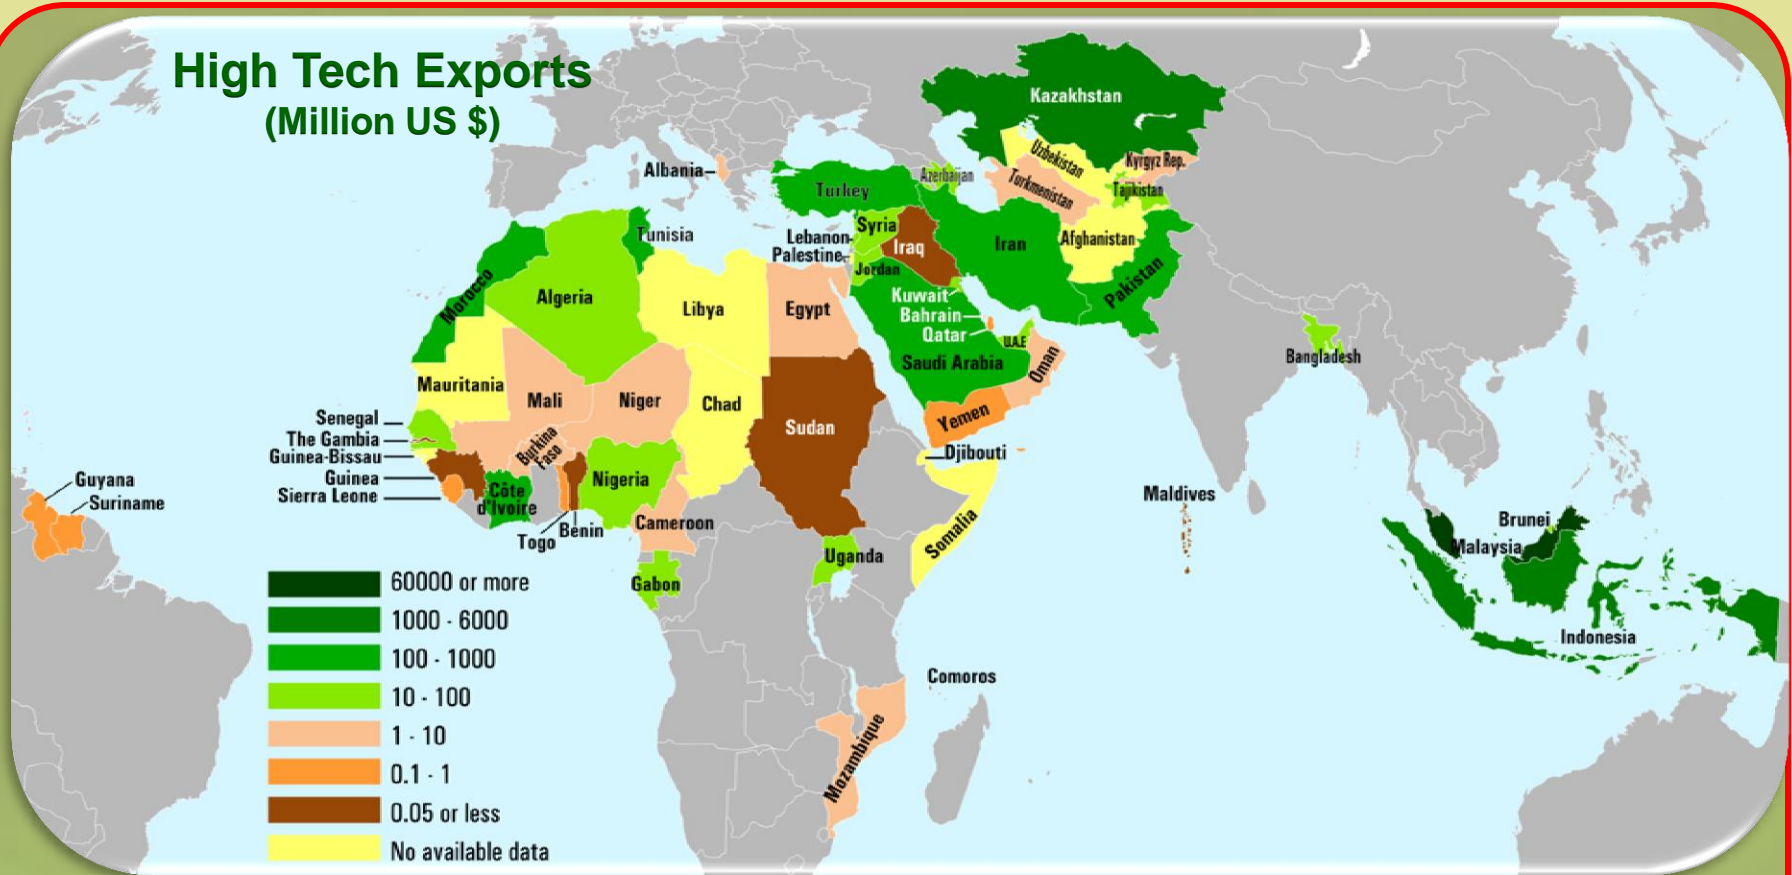 High Tech Exports
(Million US $)
Kazakhstan
Uzbekistan
Kyrgyz Rep.
Albania
Turkey
Azerbaijan
Turkmenistan
Tajikistan
Tunisia
Lebanon
Syria
Iraq
Iran
Afghanistan
Palestine
Jordan
Pakistan
Morocco
Algeria
Libya
Egypt
Kuwait
Bahrain
Qatar
U.A.E
Saudi Arabia
Oman
Bangladesh
Mauritania
Mali
Niger
Chad
Sudan
Yemen
Senegal
The Gambia
Guinea-Bissau
Guinea
Sierra Leone
Burkina
Faso
Nigeria
Djibouti
Guyana
Suriname
Côte
d'Ivoire
Togo
Benin
Cameroon
Somalia
Maldives
Brunei
Malaysia
Uganda
Gabon
Indonesia
Comoros
Mozambique
60000 or more
1000 - 6000
100 - 1000
10 - 100
1 - 10
0.1 - 1
0.05 or less
No available data